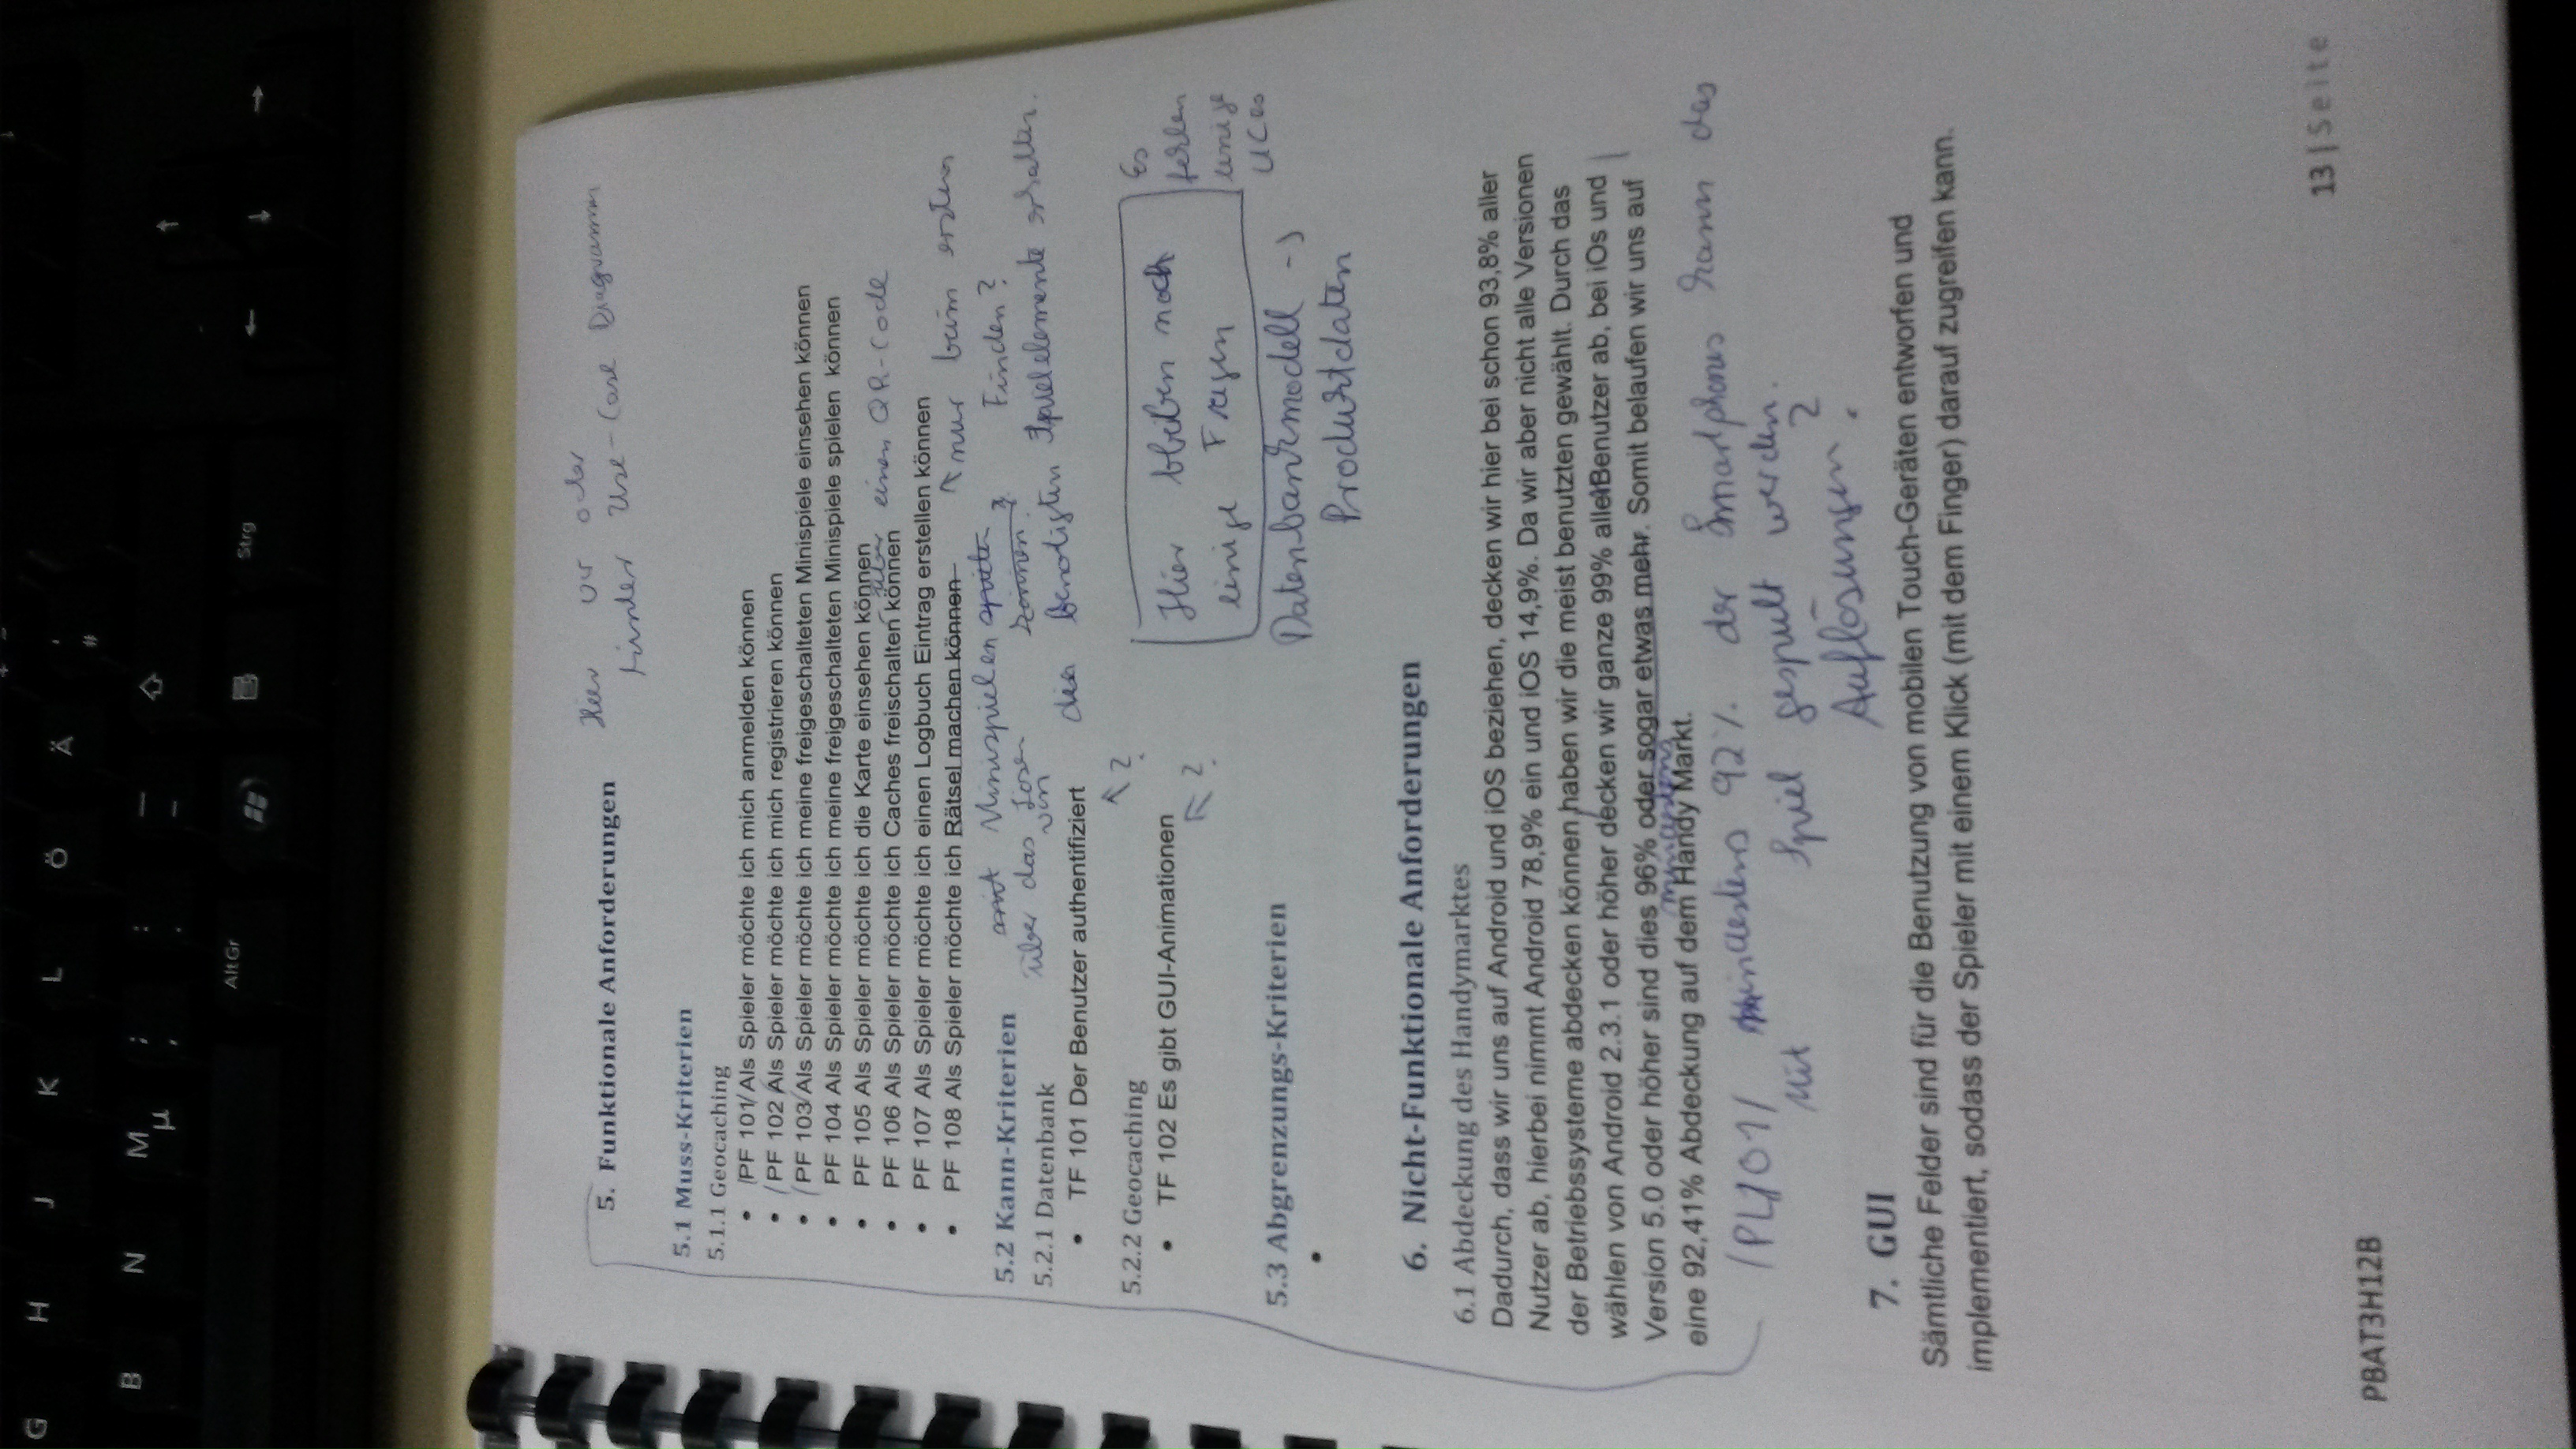 5. Funktionale Anforderungen
Hier vor oder
hinter Use-Case Diagramm
5.1 Muss-Kriterien
5.1.1 Geocaching
• /PF 101/Als Spieler möchte ich mich anmelden können
• /PF 102 Als Spieler möchte ich mich registrieren können
• /PF 103/Als Spieler möchte ich meine freigeschalteten Minispiele einsehen können
• PF 104 Als Spieler möchte ich meine freigeschalteten Minispiele spielen können
• PF 105 Als Spieler möchte ich die Karte einsehen können
über einen QR-Code
• PF 106 Als Spieler möchte ich Caches freischalten können
• PF 107 Als Spieler möchte ich einen Logbuch Eintrag erstellen können
• PF 108 Als Spieler möchte ich Rätsel machen können
nur beim ersten
Finden?
5.2 Kann-Kriterien
Minispielen
über das Lösen von
die benötigten Spielelemente erhalten.
5.2.1 Datenbank
• TF 101 Der Benutzer authentifiziert
?
5.2.2 Geocaching
• TF 102 Es gibt GUI-Animationen
?
Hier bleiben noch
einige Fragen
Es
fehlen
einige
UCs
Datenbankmodell ->
Produktdaten
5.3 Abgrenzungs-Kriterien
•
6. Nicht-Funktionale Anforderungen
6.1 Abdeckung des Handymarktes
Dadurch, dass wir uns auf Android und iOS beziehen, decken wir hier bei schon 93,8% aller
Nutzer ab, hierbei nimmt Android 78,9% ein und iOS 14,9%. Da wir aber nicht alle Versionen
der Betriebssysteme abdecken können haben wir die meist benutzten gewählt. Durch das
wählen von Android 2.3.1 oder höher decken wir ganze 99% aller Benutzer ab, bei iOs und
Version 5.0 oder höher sind dies 96% oder sogar etwas mehr. Somit belaufen wir uns auf
mindestens
eine 92,41% Abdeckung auf dem Handy Markt.
mindestens 92% der Smartphones kann das
Mit Spiel gespielt werden.
Auflösungen?
7. GUI
Sämtliche Felder sind für die Benutzung von mobilen Touch-Geräten entworfen und
implementiert, sodass der Spieler mit einem Klick (mit dem Finger) darauf zugreifen kann.
PBAT3H12B
13 | Seite
G H J K L Ö Ä
#
B N M µ ; , : . _ -
AltGr
Strg